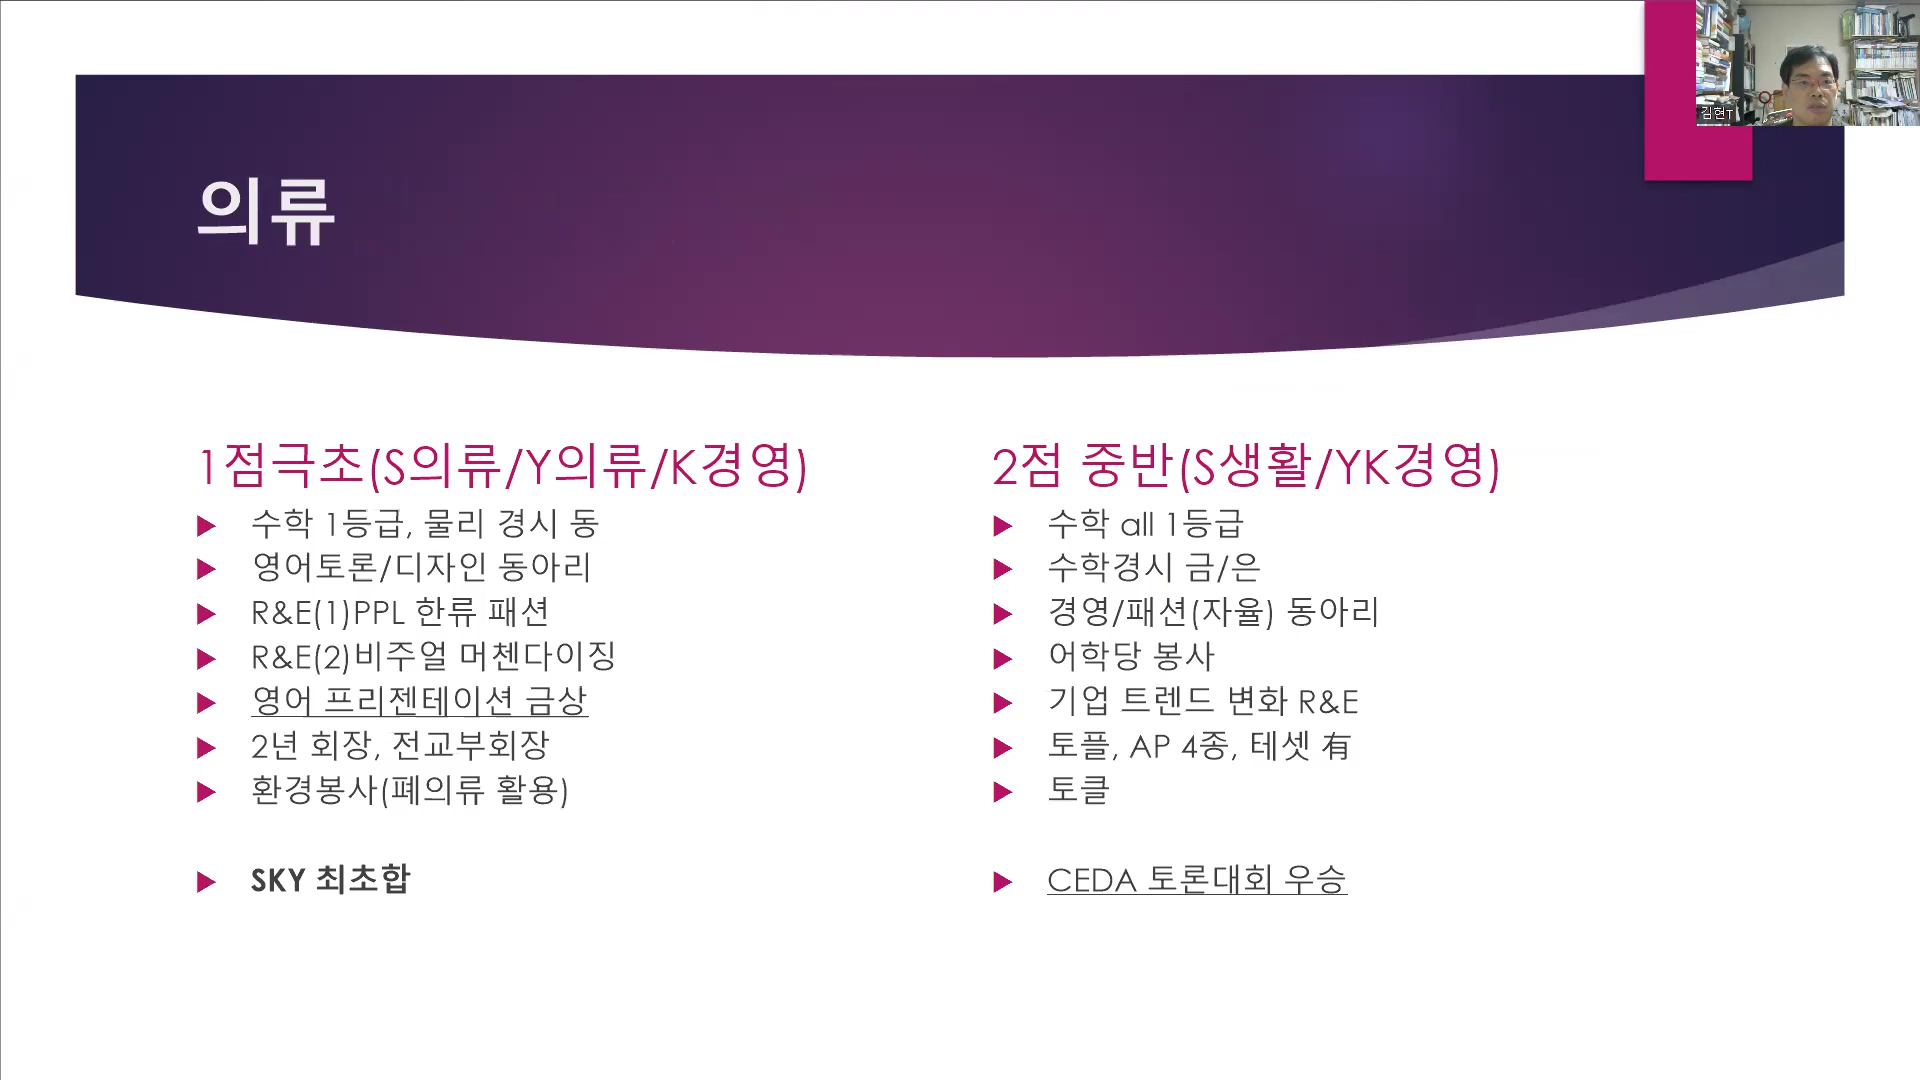 김현T
의류
1점극초(S의류/Y의류/K경영)
수학 1등급, 물리 경시 동
영어토론/디자인 동아리
R&E(1)PPL 한류 패션
R&E(2)비주얼 머첸다이징
영어 프리젠테이션 금상
2년 회장, 전교부회장
환경봉사(폐의류 활용)
SKY 최초합
2점 중반(S생활/YK경영)
수학 all 1등급
수학경시 금/은
경영/패션(자율) 동아리
어학당 봉사
기업 트렌드 변화 R&E
토플, AP 4종, 테셋 有
토클
CEDA 토론대회 우승